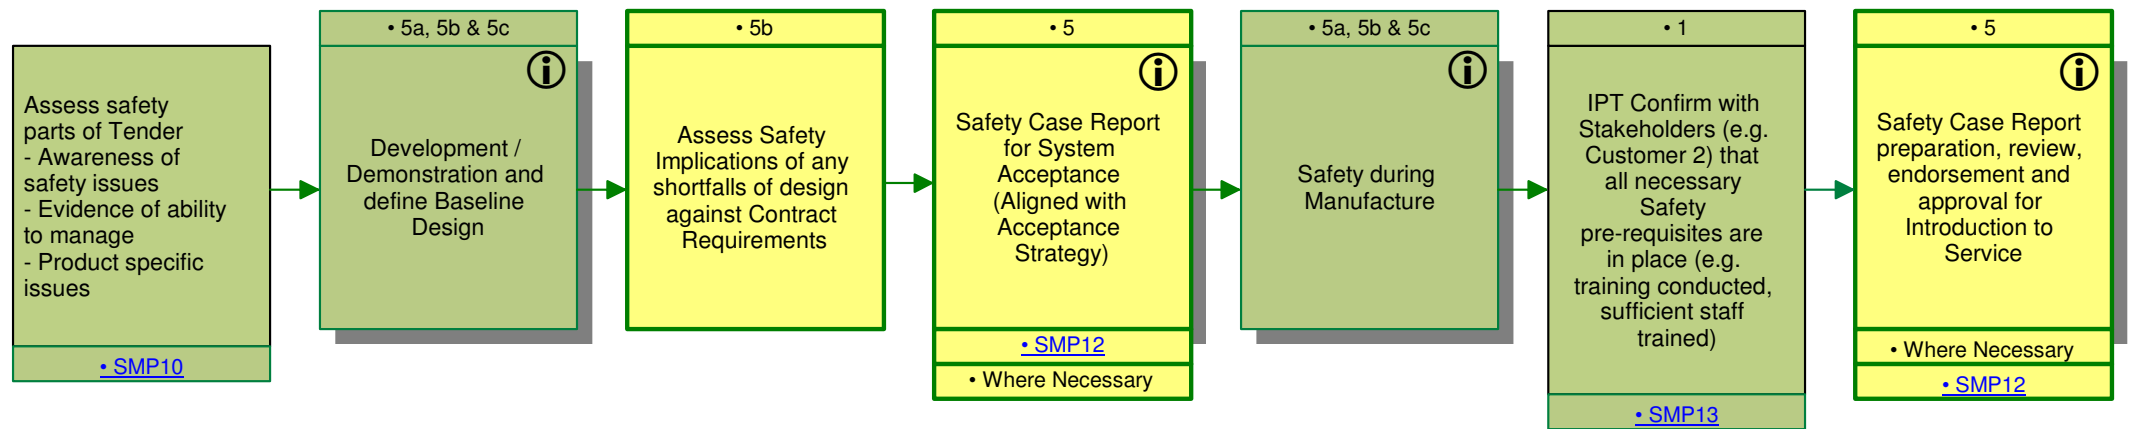 Assess safety
parts of Tender
- Awareness of
safety issues
- Evidence of ability
to manage
- Product specific
issues
• SMP10
• 5a, 5b & 5c
Development /
Demonstration and
define Baseline
Design
• 5b
Assess Safety
Implications of any
shortfalls of design
against Contract
Requirements
• 5
Safety Case Report
for System
Acceptance
(Aligned with
Acceptance
Strategy)
• SMP12
• Where Necessary
• 5a, 5b & 5c
Safety during
Manufacture
• 1
IPT Confirm with
Stakeholders (e.g.
Customer 2) that
all necessary
Safety
pre-requisites are
in place (e.g.
training conducted,
sufficient staff
trained)
• SMP13
• 5
Safety Case Report
preparation, review,
endorsement and
approval for
Introduction to
Service
• Where Necessary
• SMP12